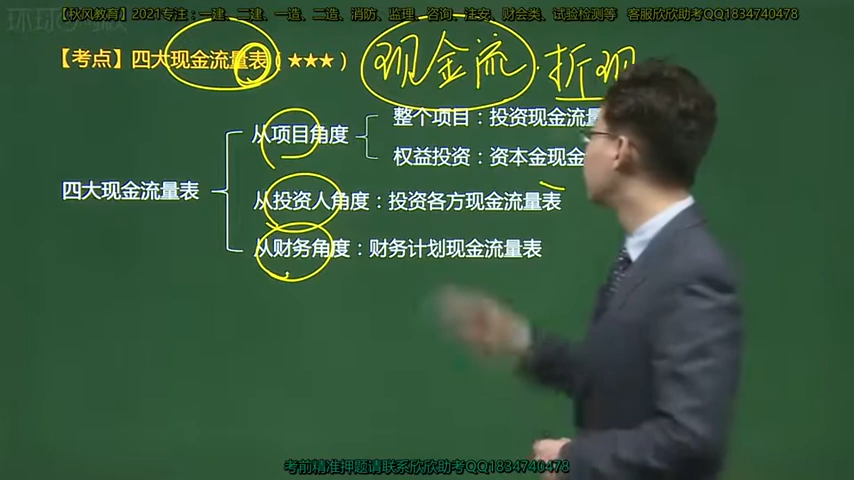 【秋风教育】2021专注：一建、二建、一造、二造、消防、监理、咨询、注安、财会类、试验检测等 客服欣欣助考QQ1834740478
环球
【考点】四大现金流量表（★★★）
现金流·折现
整个项目：投资现金流量
从项目角度
权益投资：资本金现金
四大现金流量表
从投资人角度：投资各方现金流量表
从财务角度：财务计划现金流量表
考前精准押题请联系欣欣助考QQ1834740478